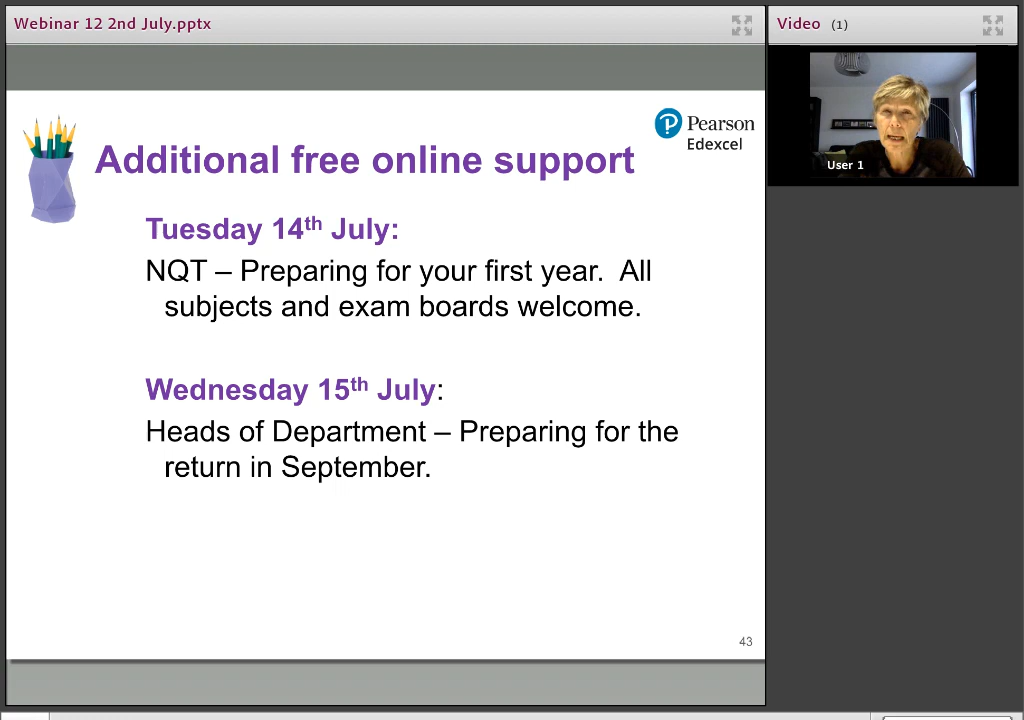 Webinar 12 2nd July.pptx
Video (1)
Pearson
Edexcel
User 1
Additional free online support
Tuesday 14th July:
NQT – Preparing for your first year.  All
subjects and exam boards welcome.
Wednesday 15th July:
Heads of Department – Preparing for the
return in September.
43